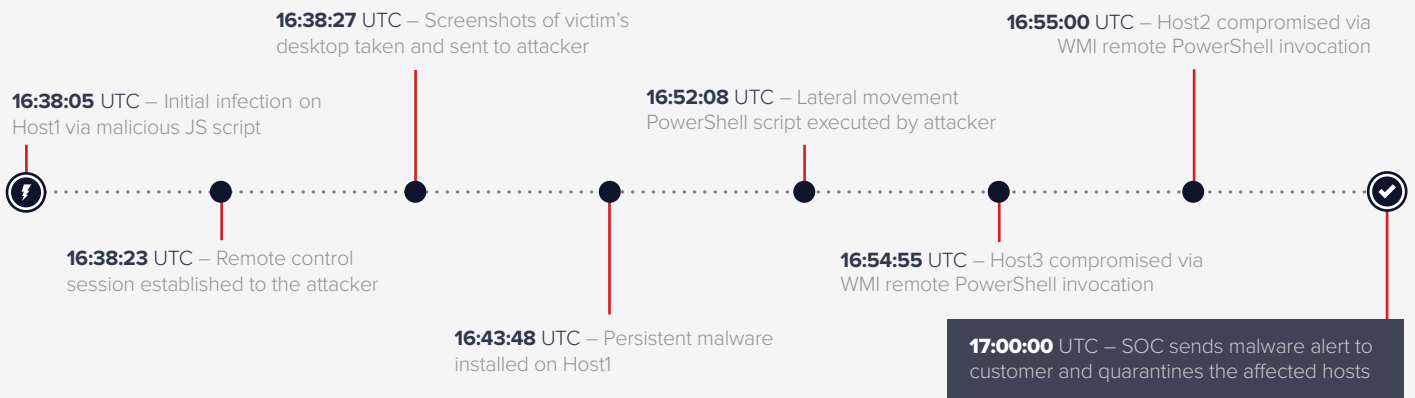 16:38:05 UTC – Initial infection on
Host1 via malicious JS script
16:38:23 UTC – Remote control
session established to the attacker
16:38:27 UTC – Screenshots of victim’s
desktop taken and sent to attacker
16:43:48 UTC – Persistent malware
installed on Host1
16:52:08 UTC – Lateral movement
PowerShell script executed by attacker
16:54:55 UTC – Host3 compromised via
WMI remote PowerShell invocation
16:55:00 UTC – Host2 compromised via
WMI remote PowerShell invocation
17:00:00 UTC – SOC sends malware alert to
customer and quarantines the affected hosts